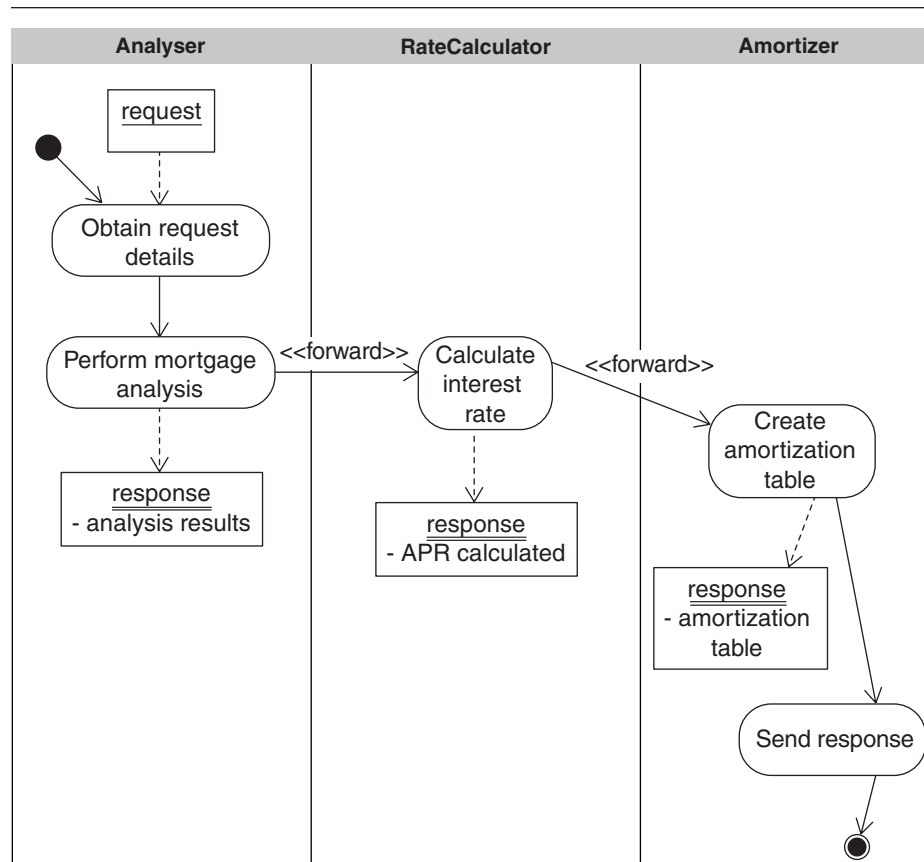 Analyser
RateCalculator
Amortizer
request
Obtain request
details
Perform mortgage
analysis
<<forward>>
Calculate
interest
rate
<<forward>>
Create
amortization
table
response
- analysis results
response
- APR calculated
response
- amortization
table
Send response